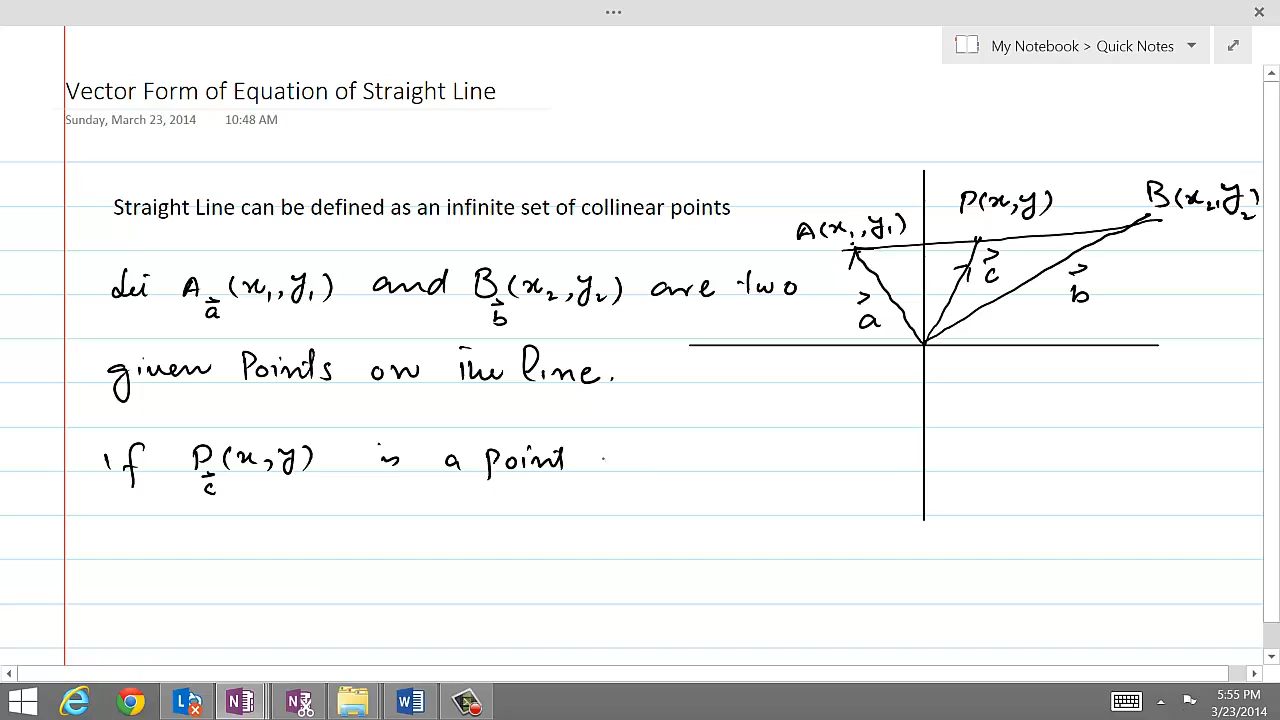 ...
My Notebook > Quick Notes
Vector Form of Equation of Straight Line
Sunday, March 23, 2014 10:48 AM
Straight Line can be defined as an infinite set of collinear points
Let A (x₁, y₁) and B (x₂, y₂) are two
a⃗ b⃗
given Points on the line.
If P (x, y) is a point
c⃗
A(x₁, y₁)
P(x, y)
B(x₂, y₂)
a⃗
c⃗
b⃗
5:55 PM
3/23/2014